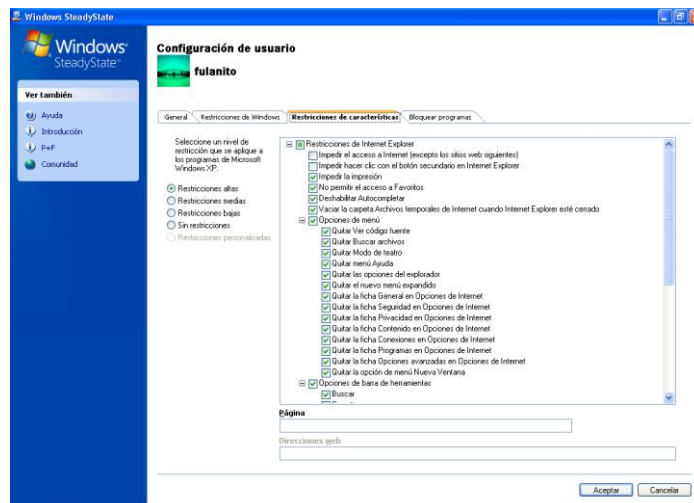 Windows SteadyState
Windows
SteadyState
Ver también
Ayuda
Introducción
P+F
Comunidad
Configuración de usuario
fulanito
General
Restricciones de Windows
Restricciones de características
Bloquear programas
Seleccione un nivel de
restricción que se aplique a
los programas de Microsoft
Windows XP.
Restricciones altas
Restricciones medias
Restricciones bajas
Sin restricciones
Restricciones personalizadas
Restricciones de Internet Explorer
Impedir el acceso a Internet (excepto los sitios web siguientes)
Impedir hacer clic con el botón secundario en Internet Explorer
Impedir la impresión
No permitir el acceso a Favoritos
Deshabilitar Autocompletar
Vaciar la carpeta Archivos temporales de Internet cuando Internet Explorer esté cerrado
Opciones de menú
Quitar Ver código fuente
Quitar Buscar archivos
Quitar Modo de teatro
Quitar menú Ayuda
Quitar las opciones del explorador
Quitar el nuevo menú expandido
Quitar la ficha General en Opciones de Internet
Quitar la ficha Seguridad en Opciones de Internet
Quitar la ficha Privacidad en Opciones de Internet
Quitar la ficha Contenido en Opciones de Internet
Quitar la ficha Conexiones en Opciones de Internet
Quitar la ficha Programas en Opciones de Internet
Quitar la ficha Opciones avanzadas en Opciones de Internet
Quitar la opción de menú Nueva Ventana
Opciones de barra de herramientas
Buscar
Página
Direcciones web
Aceptar
Cancelar